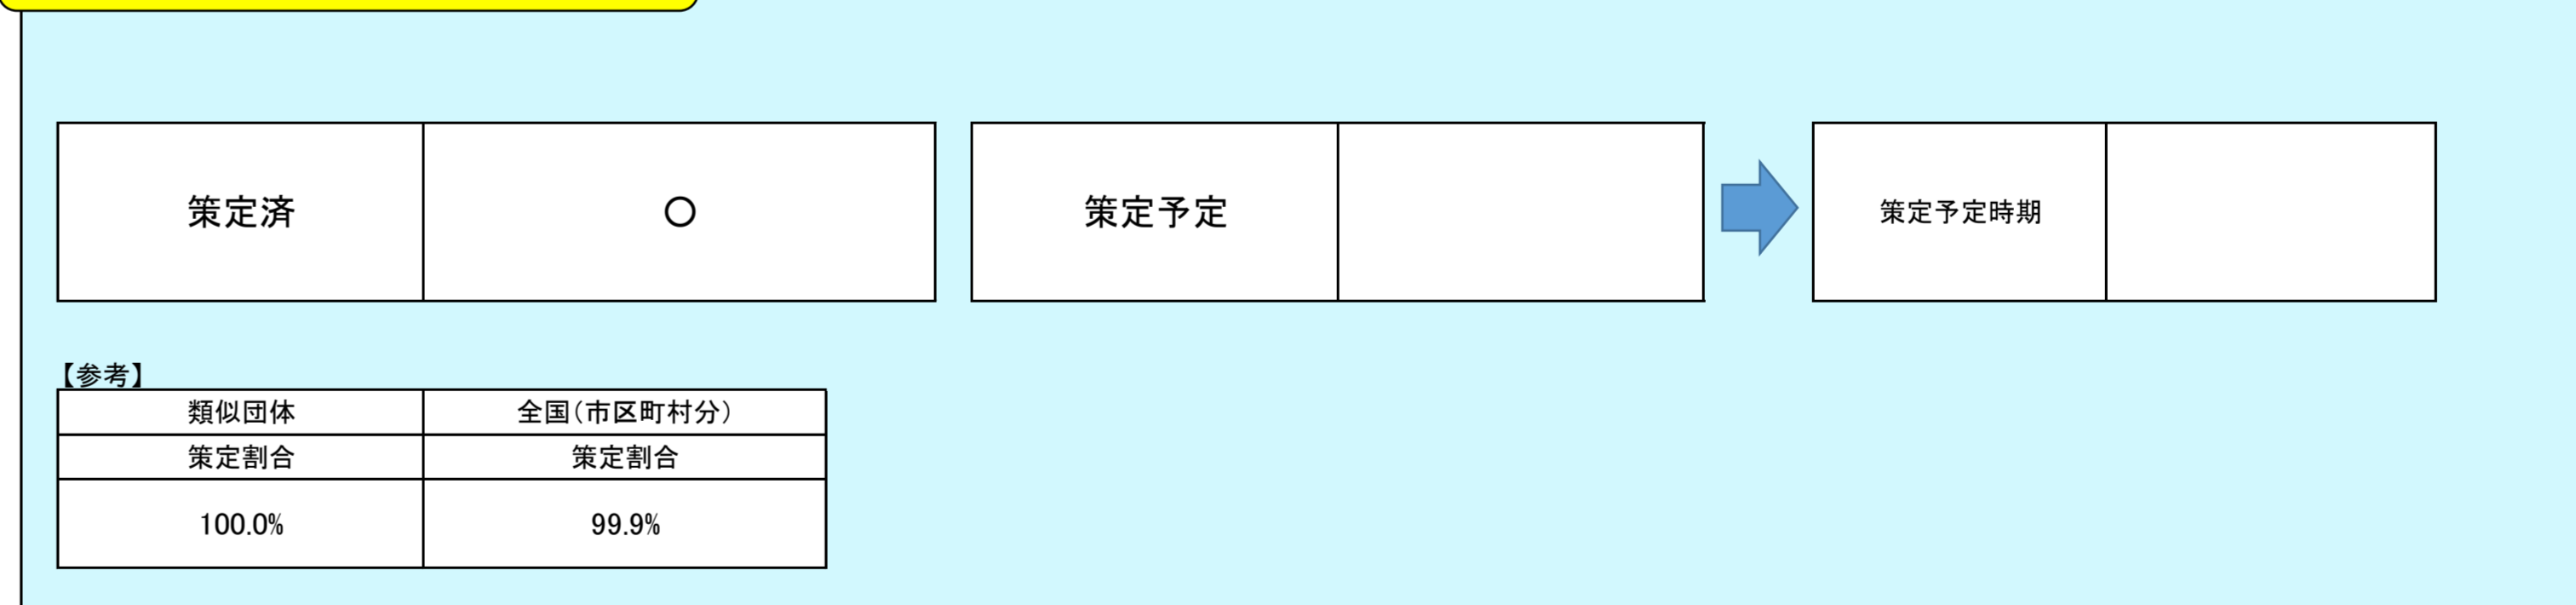 策定済 ○ 策定予定 策定予定時期
【参考】
類似団体 全国(市区町村分)
策定割合 策定割合
100.0% 99.9%